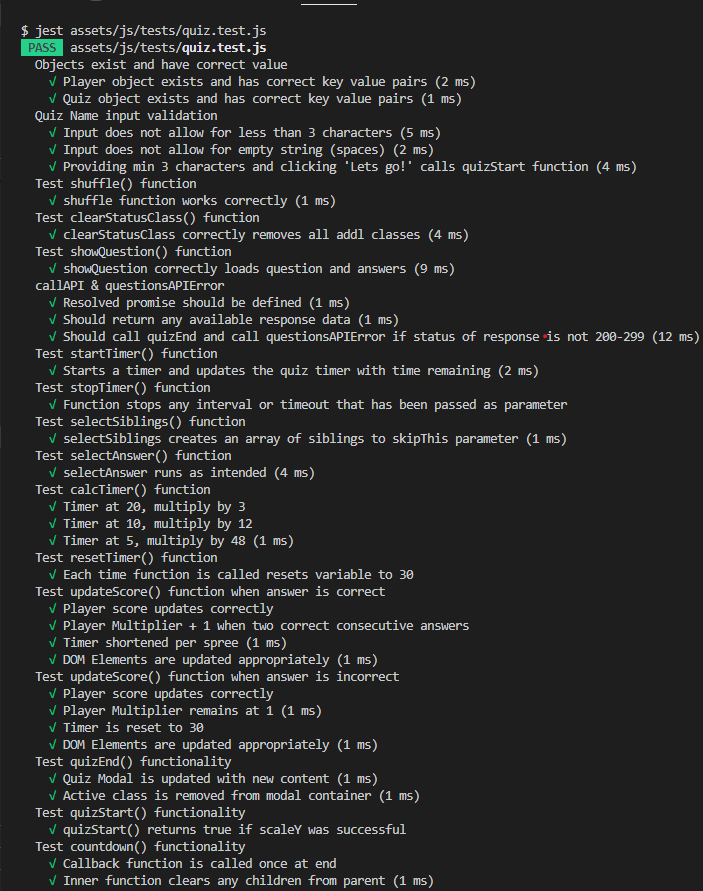 $ jest assets/js/tests/quiz.test.js
PASS assets/js/tests/quiz.test.js
Objects exist and have correct value
√ Player object exists and has correct key value pairs (2 ms)
√ Quiz object exists and has correct key value pairs (1 ms)
Quiz Name input validation
√ Input does not allow for less than 3 characters (5 ms)
√ Input does not allow for empty string (spaces) (2 ms)
√ Providing min 3 characters and clicking 'Lets go!' calls quizStart function (4 ms)
Test shuffle() function
√ shuffle function works correctly (1 ms)
Test clearStatusClass() function
√ clearStatusClass correctly removes all addl classes (4 ms)
Test showQuestion() function
√ showQuestion correctly loads question and answers (9 ms)
callAPI & questionsAPIError
√ Resolved promise should be defined (1 ms)
√ Should return any available response data (1 ms)
√ Should call quizEnd and call questionsAPIError if status of response is not 200-299 (12 ms)
Test startTimer() function
√ Starts a timer and updates the quiz timer with time remaining (2 ms)
Test stopTimer() function
√ Function stops any interval or timeout that has been passed as parameter
Test selectSiblings() function
√ selectSiblings creates an array of siblings to skipThis parameter (1 ms)
Test selectAnswer() function
√ selectAnswer runs as intended (4 ms)
Test calcTimer() function
√ Timer at 20, multiply by 3
√ Timer at 10, multiply by 12
√ Timer at 5, multiply by 48 (1 ms)
Test resetTimer() function
√ Each time function is called resets variable to 30
Test updateScore() function when answer is correct
√ Player score updates correctly
√ Player Multiplier + 1 when two correct consecutive answers
√ Timer shortened per spree (1 ms)
√ DOM Elements are updated appropriately (1 ms)
Test updateScore() function when answer is incorrect
√ Player score updates correctly
√ Player Multiplier remains at 1 (1 ms)
√ Timer is reset to 30
√ DOM Elements are updated appropriately (1 ms)
Test quizEnd() functionality
√ Quiz Modal is updated with new content (1 ms)
√ Active class is removed from modal container (1 ms)
Test quizStart() functionality
√ quizStart() returns true if scaleY was successful
Test countdown() functionality
√ Callback function is called once at end
√ Inner function clears any children from parent (1 ms)